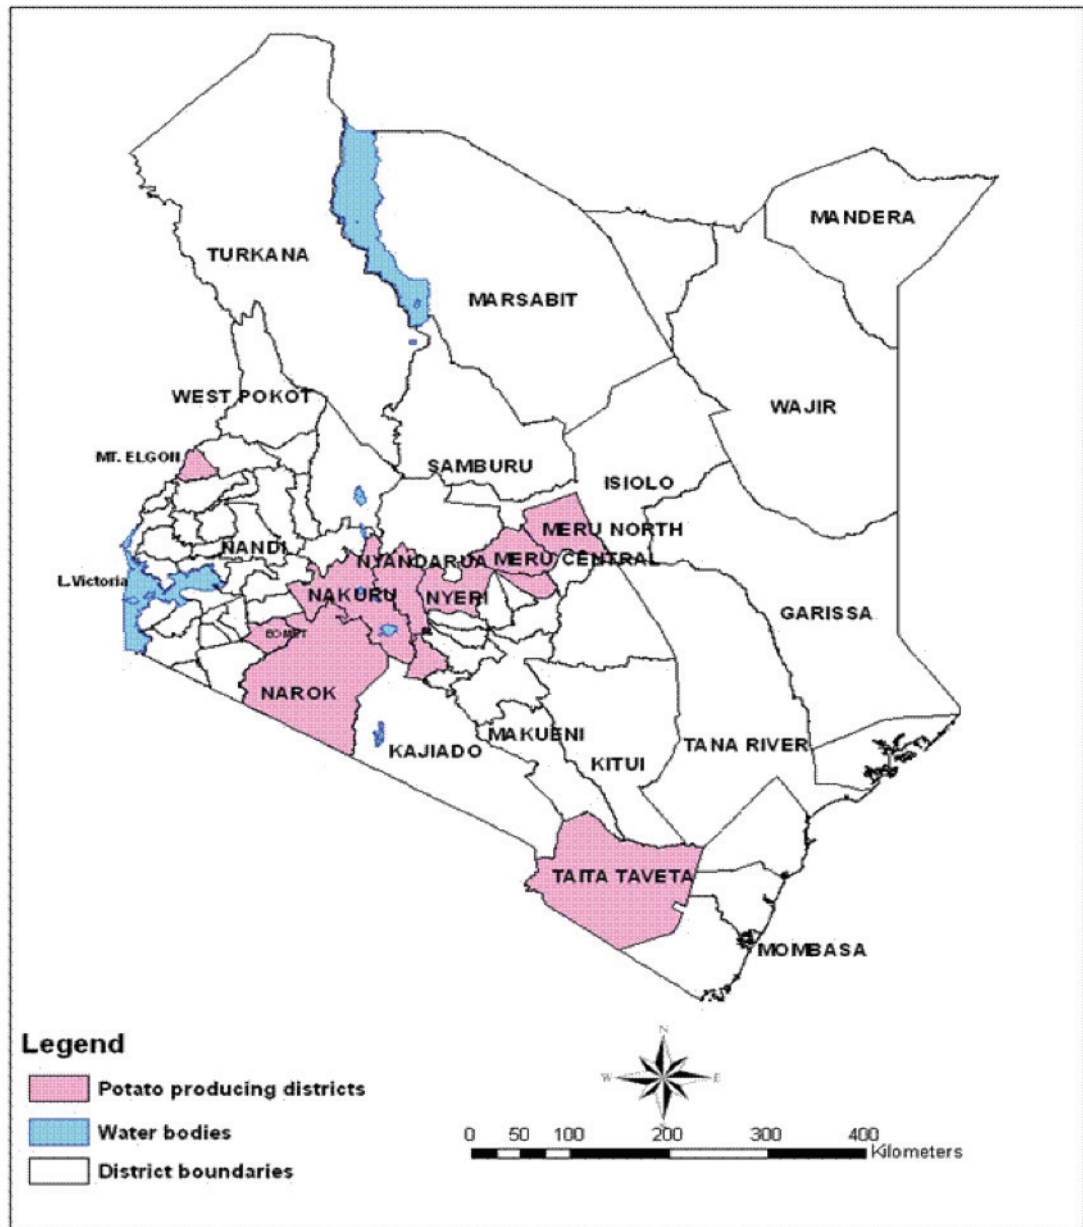 MANDERA
TURKANA
MARSABIT
WEST POKOT
WAJIR
MT. ELGON
SAMBURU
ISIOLO
MERU NORTH
NANDI
NYANDARUA
MERU CENTRAL
L.Victoria
NAKURU
NYERI
GARISSA
BOMET
NAROK
MAKUENI
TANA RIVER
KAJIADO
KITUI
TAITA TAVETA
MOMBASA
Legend
N
W
E
Potato producing districts
Water bodies
District boundaries
0 50 100 200 300 400
Kilometers